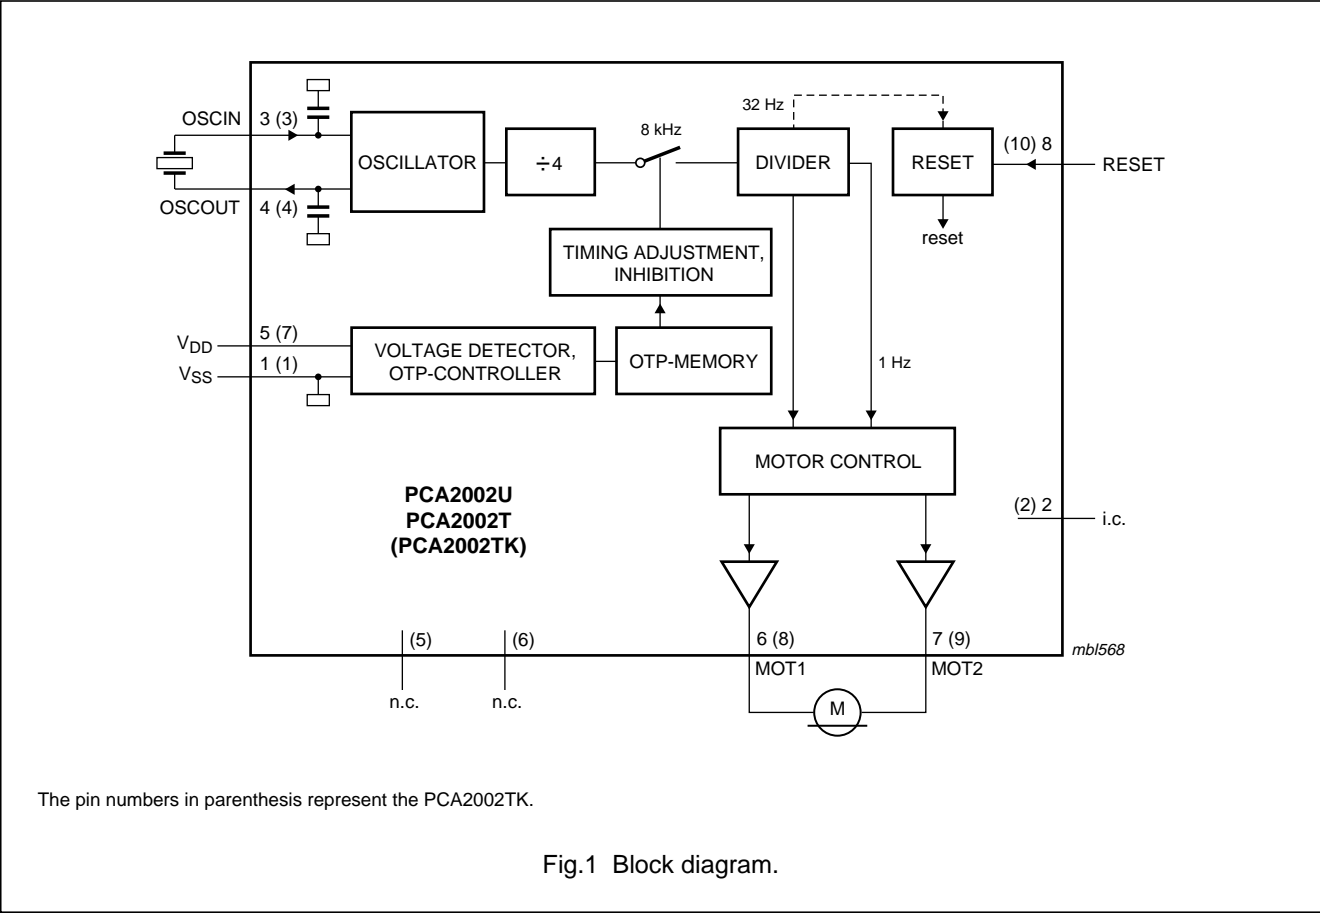 32 Hz
8 kHz
OSCIN
3 (3)
OSCILLATOR
÷4
DIVIDER
RESET
(10) 8
RESET
OSCOUT
4 (4)
reset
TIMING ADJUSTMENT,
INHIBITION
VDD
5 (7)
VSS
1 (1)
VOLTAGE DETECTOR,
OTP-CONTROLLER
OTP-MEMORY
1 Hz
MOTOR CONTROL
PCA2002U
PCA2002T
(PCA2002TK)
(2) 2
i.c.
(5)
(6)
6 (8)
7 (9)
mbl568
MOT1
MOT2
n.c.
n.c.
M
The pin numbers in parenthesis represent the PCA2002TK.
Fig.1 Block diagram.